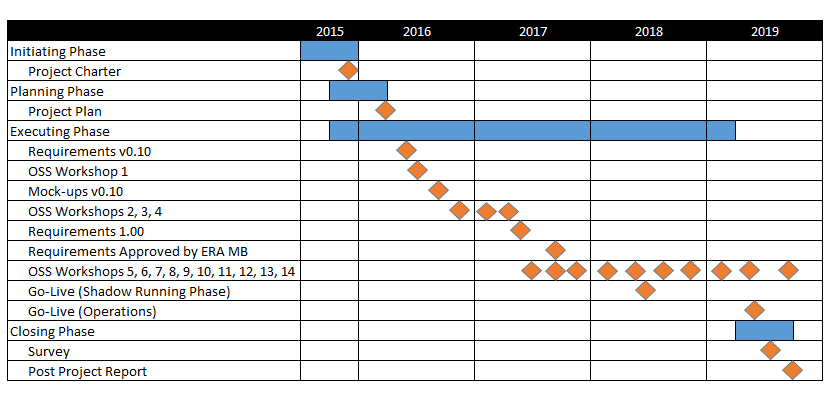 2015 2016 2017 2018 2019
Initiating Phase
Project Charter
Planning Phase
Project Plan
Executing Phase
Requirements v0.10
OSS Workshop 1
Mock-ups v0.10
OSS Workshops 2, 3, 4
Requirements 1.00
Requirements Approved by ERA MB
OSS Workshops 5, 6, 7, 8, 9, 10, 11, 12, 13, 14
Go-Live (Shadow Running Phase)
Go-Live (Operations)
Closing Phase
Survey
Post Project Report